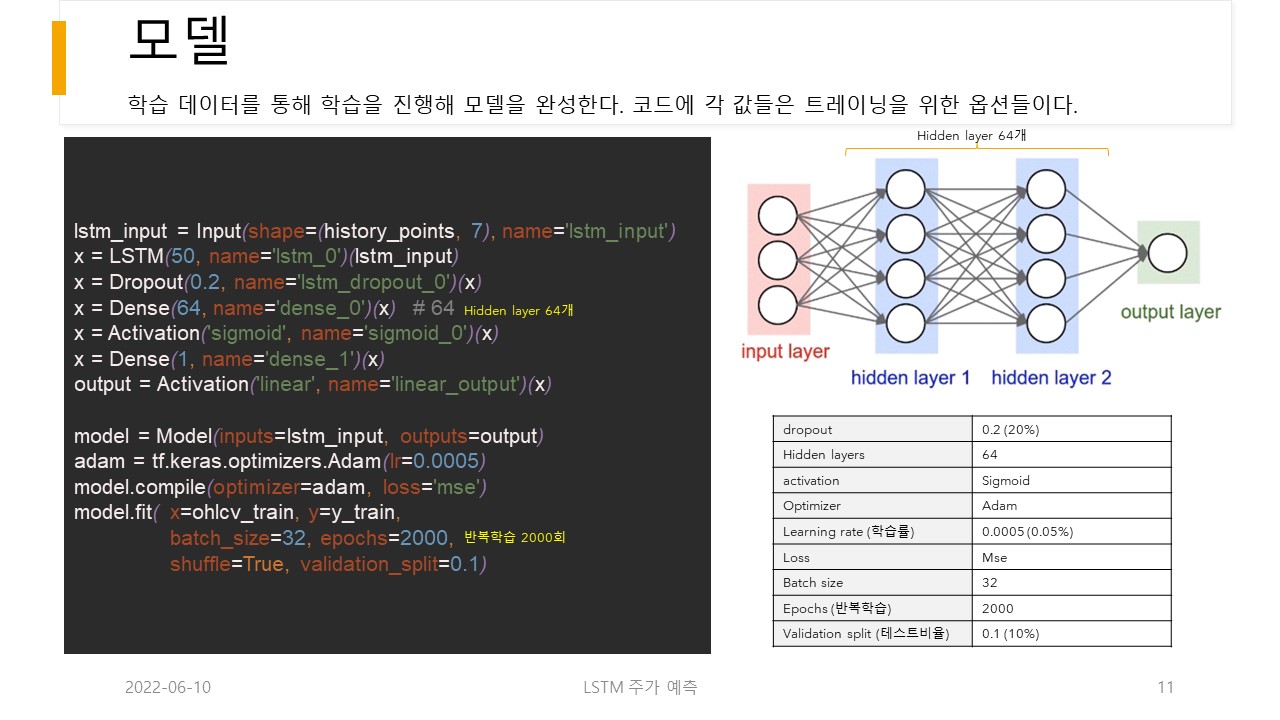 모델
학습 데이터를 통해 학습을 진행해 모델을 완성한다. 코드에 각 값들은 트레이닝을 위한 옵션들이다.
lstm_input = Input(shape=(history_points, 7), name='lstm_input')
x = LSTM(50, name='lstm_0')(lstm_input)
x = Dropout(0.2, name='lstm_dropout_0')(x)
x = Dense(64, name='dense_0')(x) # 64 Hidden layer 64개
x = Activation('sigmoid', name='sigmoid_0')(x)
x = Dense(1, name='dense_1')(x)
output = Activation('linear', name='linear_output')(x)
model = Model(inputs=lstm_input, outputs=output)
adam = tf.keras.optimizers.Adam(lr=0.0005)
model.compile(optimizer=adam, loss='mse')
model.fit( x=ohlcv_train, y=y_train,
batch_size=32, epochs=2000, 반복학습 2000회
shuffle=True, validation_split=0.1)
Hidden layer 64개
input layer
hidden layer 1 hidden layer 2
output layer
dropout 0.2 (20%)
Hidden layers 64
activation Sigmoid
Optimizer Adam
Learning rate (학습률) 0.0005 (0.05%)
Loss Mse
Batch size 32
Epochs (반복학습) 2000
Validation split (테스트비율) 0.1 (10%)
2022-06-10 LSTM 주가 예측 11